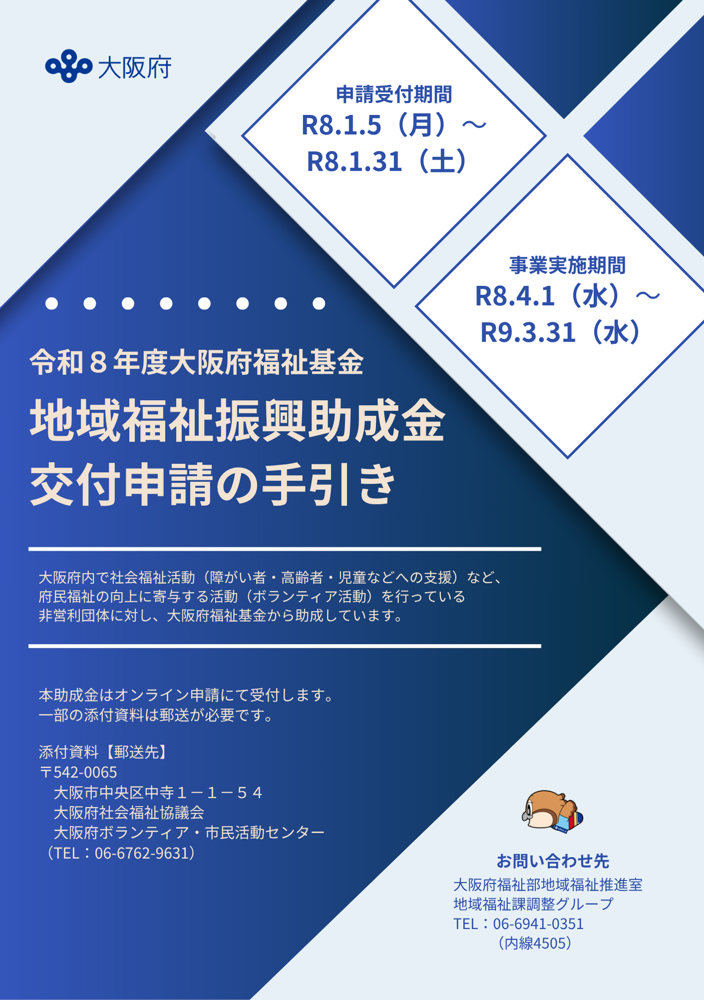 大阪府
申請受付期間
R8.1.5（月）～
R8.1.31（土）
事業実施期間
R8.4.1（水）～
R9.3.31（水）
令和８年度大阪府福祉基金
地域福祉振興助成金
交付申請の手引き
大阪府内で社会福祉活動（障がい者・高齢者・児童などへの支援）など、
府民福祉の向上に寄与する活動（ボランティア活動）を行っている
非営利団体に対し、大阪府福祉基金から助成しています。
本助成金はオンライン申請にて受付します。
一部の添付資料は郵送が必要です。
添付資料【郵送先】
〒542-0065
大阪市中央区中寺１－１－５４
大阪府社会福祉協議会
大阪府ボランティア・市民活動センター
（TEL：06-6762-9631）
お問い合わせ先
大阪府福祉部地域福祉推進室
地域福祉課調整グループ
TEL：06-6941-0351
（内線4505）